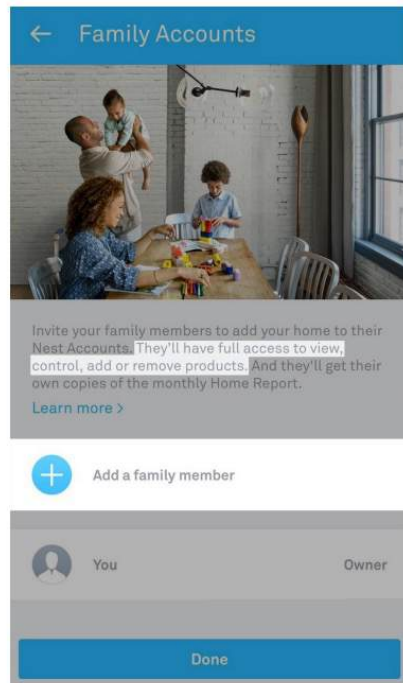 Family Accounts
Invite your family members to add your home to their
Nest Accounts. They'll have full access to view,
control, add or remove products. And they'll get their
own copies of the monthly Home Report.
Learn more >
Add a family member
You Owner
Done